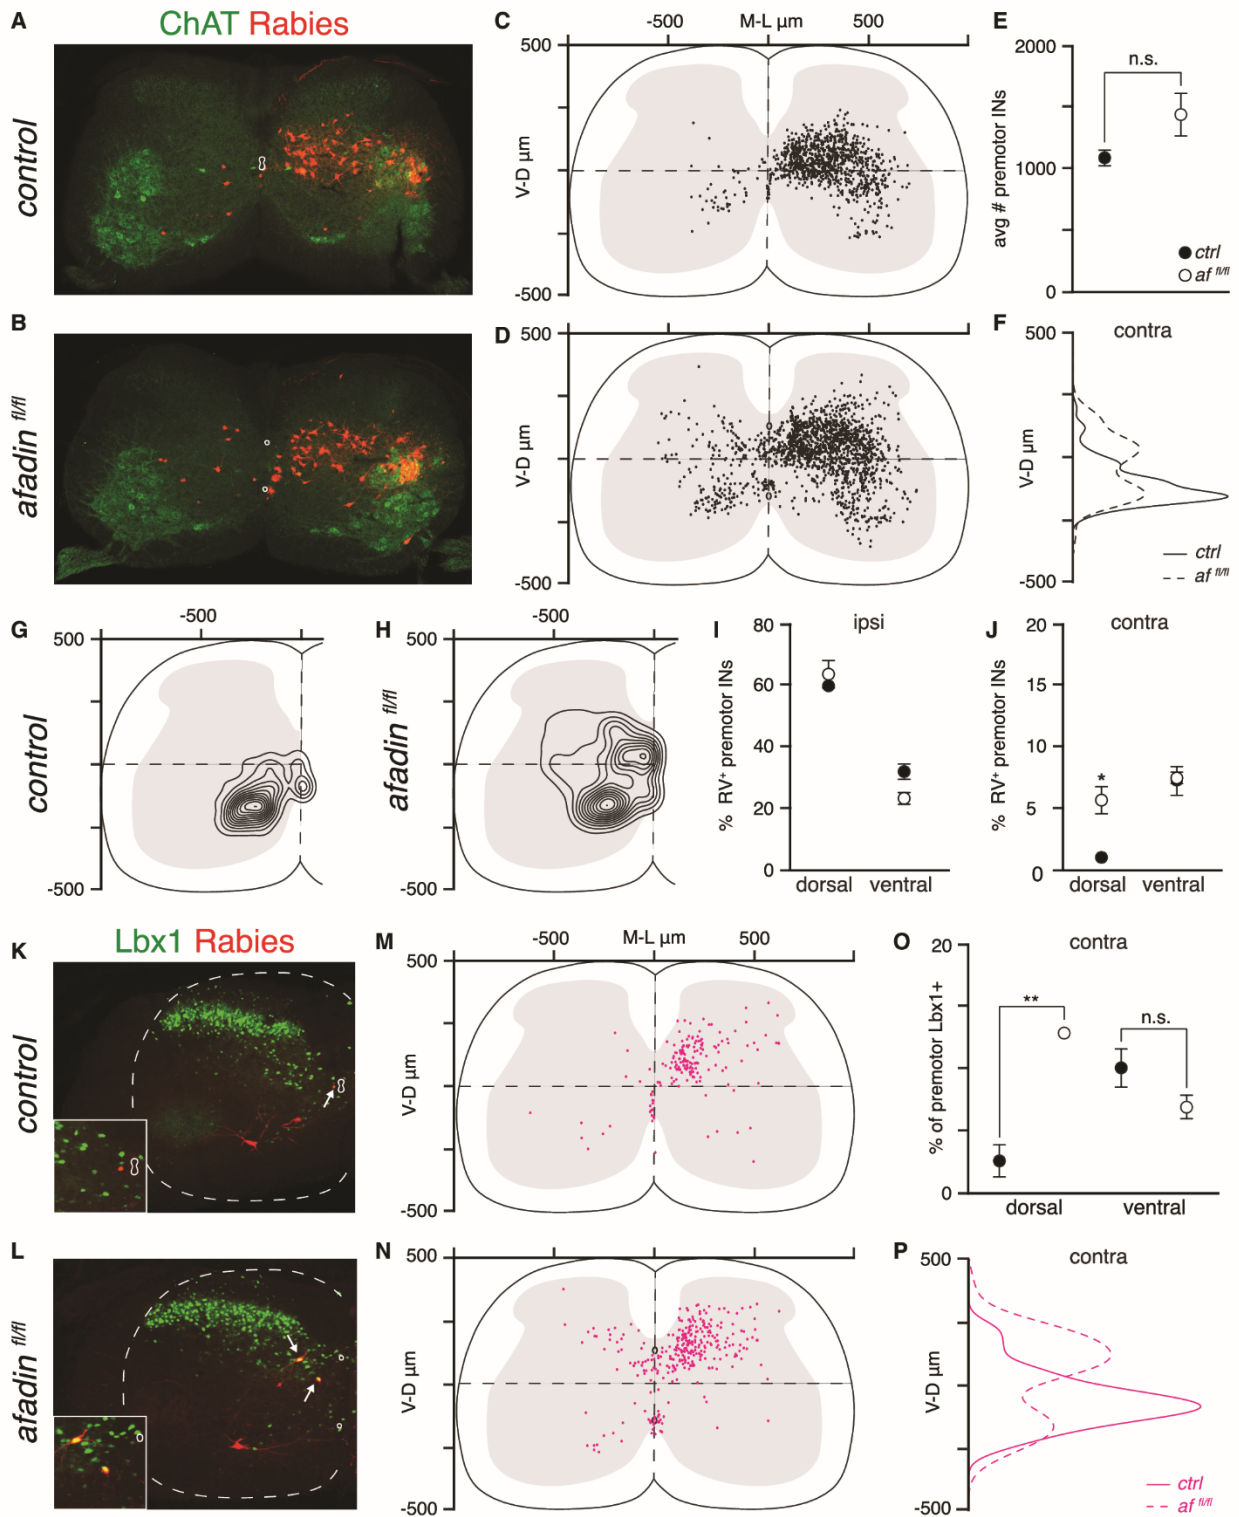 A
ChAT Rabies
control
B
afadin fl/fl
C
-500 M-L µm 500
500
V-D µm
-500
D
500
V-D µm
-500
E
2000
1000
0
avg # premotor INs
n.s.
ctrl
af fl/fl
F
contra
500
V-D µm
-500
ctrl
af fl/fl
G
-500
500
-500
control
H
-500
afadin fl/fl
I
ipsi
80
60
40
20
0
% RV+ premotor INs
dorsal ventral
J
contra
20
15
10
5
0
% RV+ premotor INs
*
dorsal ventral
K
Lbx1 Rabies
control
L
afadin fl/fl
M
-500 M-L µm 500
500
V-D µm
-500
N
500
V-D µm
-500
O
contra
20
0
% of premotor Lbx1+
**
n.s.
dorsal ventral
P
contra
500
V-D µm
-500
ctrl
af fl/fl